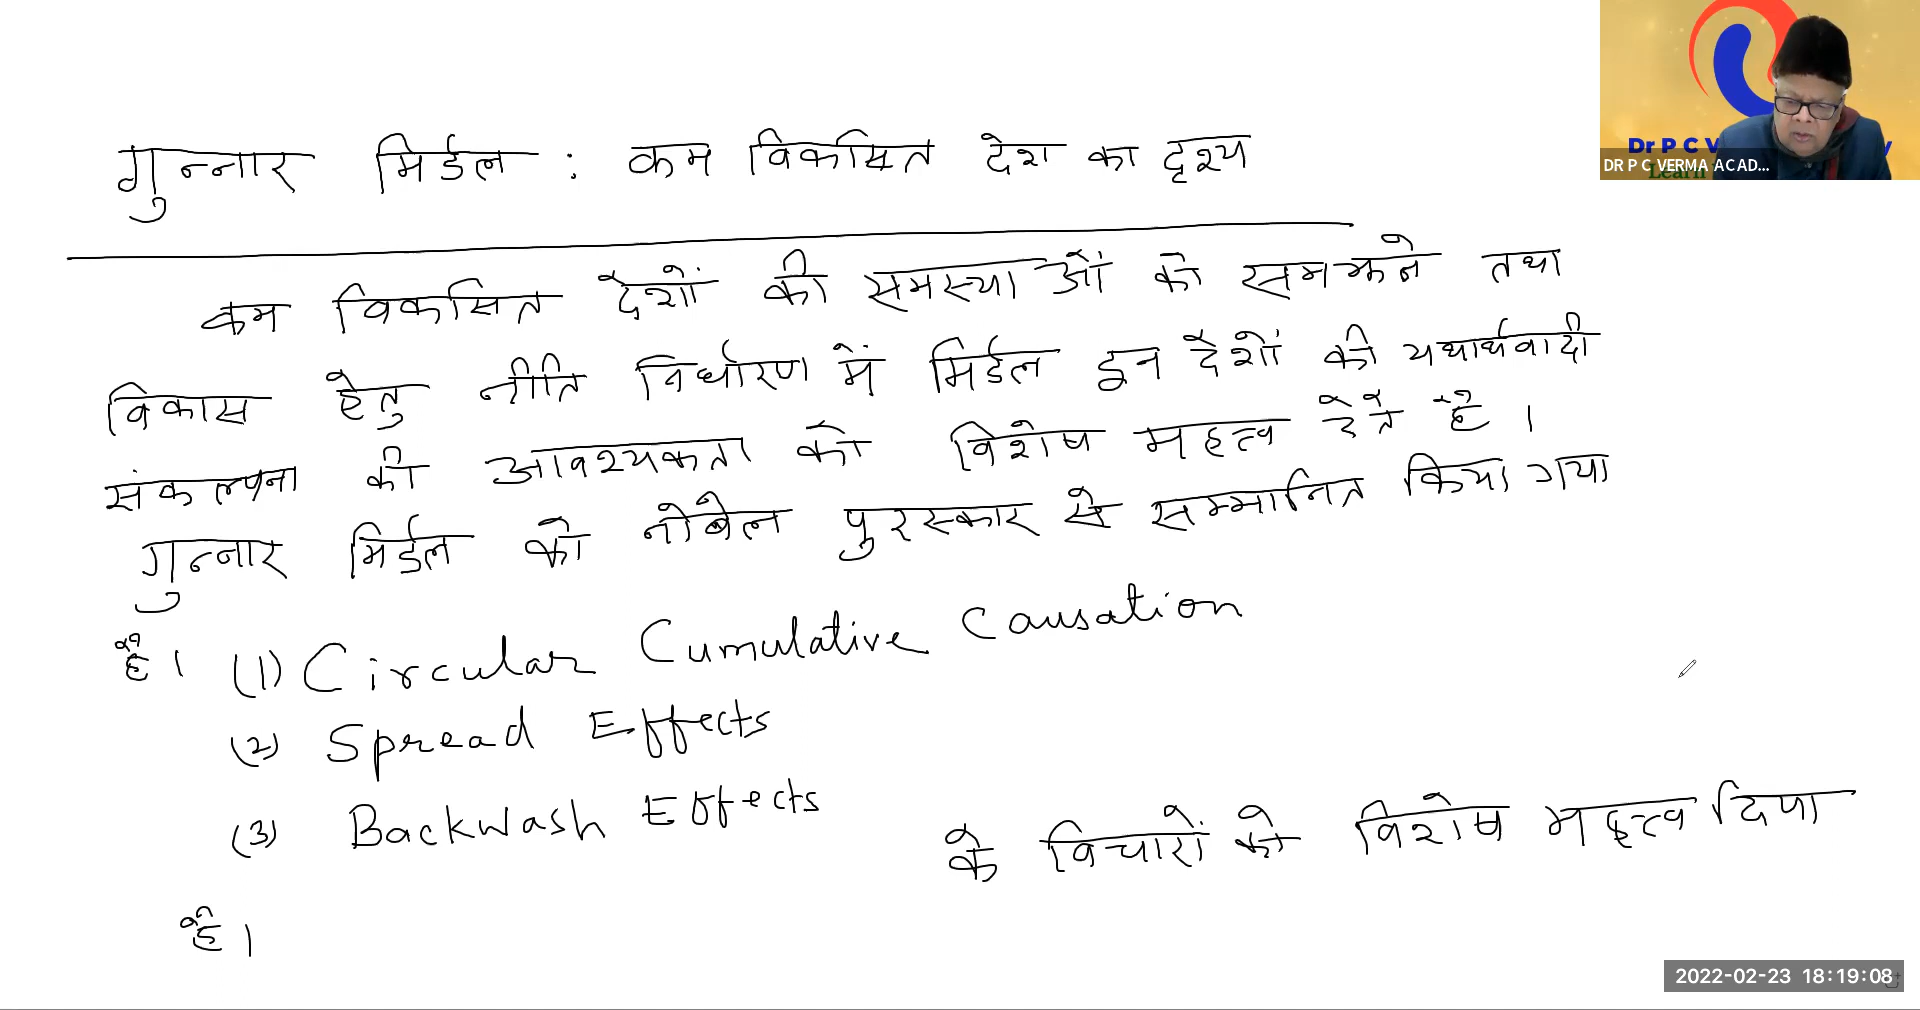 गुन्नार मिर्डल : कम विकसित देश का दृश्य
कम विकसित देशों की समस्याओं को समझने तथा
विकास हेतु नीति निर्धारण में मिर्डल इन देशों की यथार्थवादी
संकल्पना की आवश्यकता को विशेष महत्व देते है ।
गुन्नार मिर्डल को नोबेल पुरस्कार से सम्मानित किया गया
है । (1) Circular Cumulative Causation
(2) Spread Effects
(3) Backwash Effects
के विचारों को विशेष महत्व दिया
है ।
Dr P C V
DR P C VERMA ACAD...
Learn
2022-02-23 18:19:08